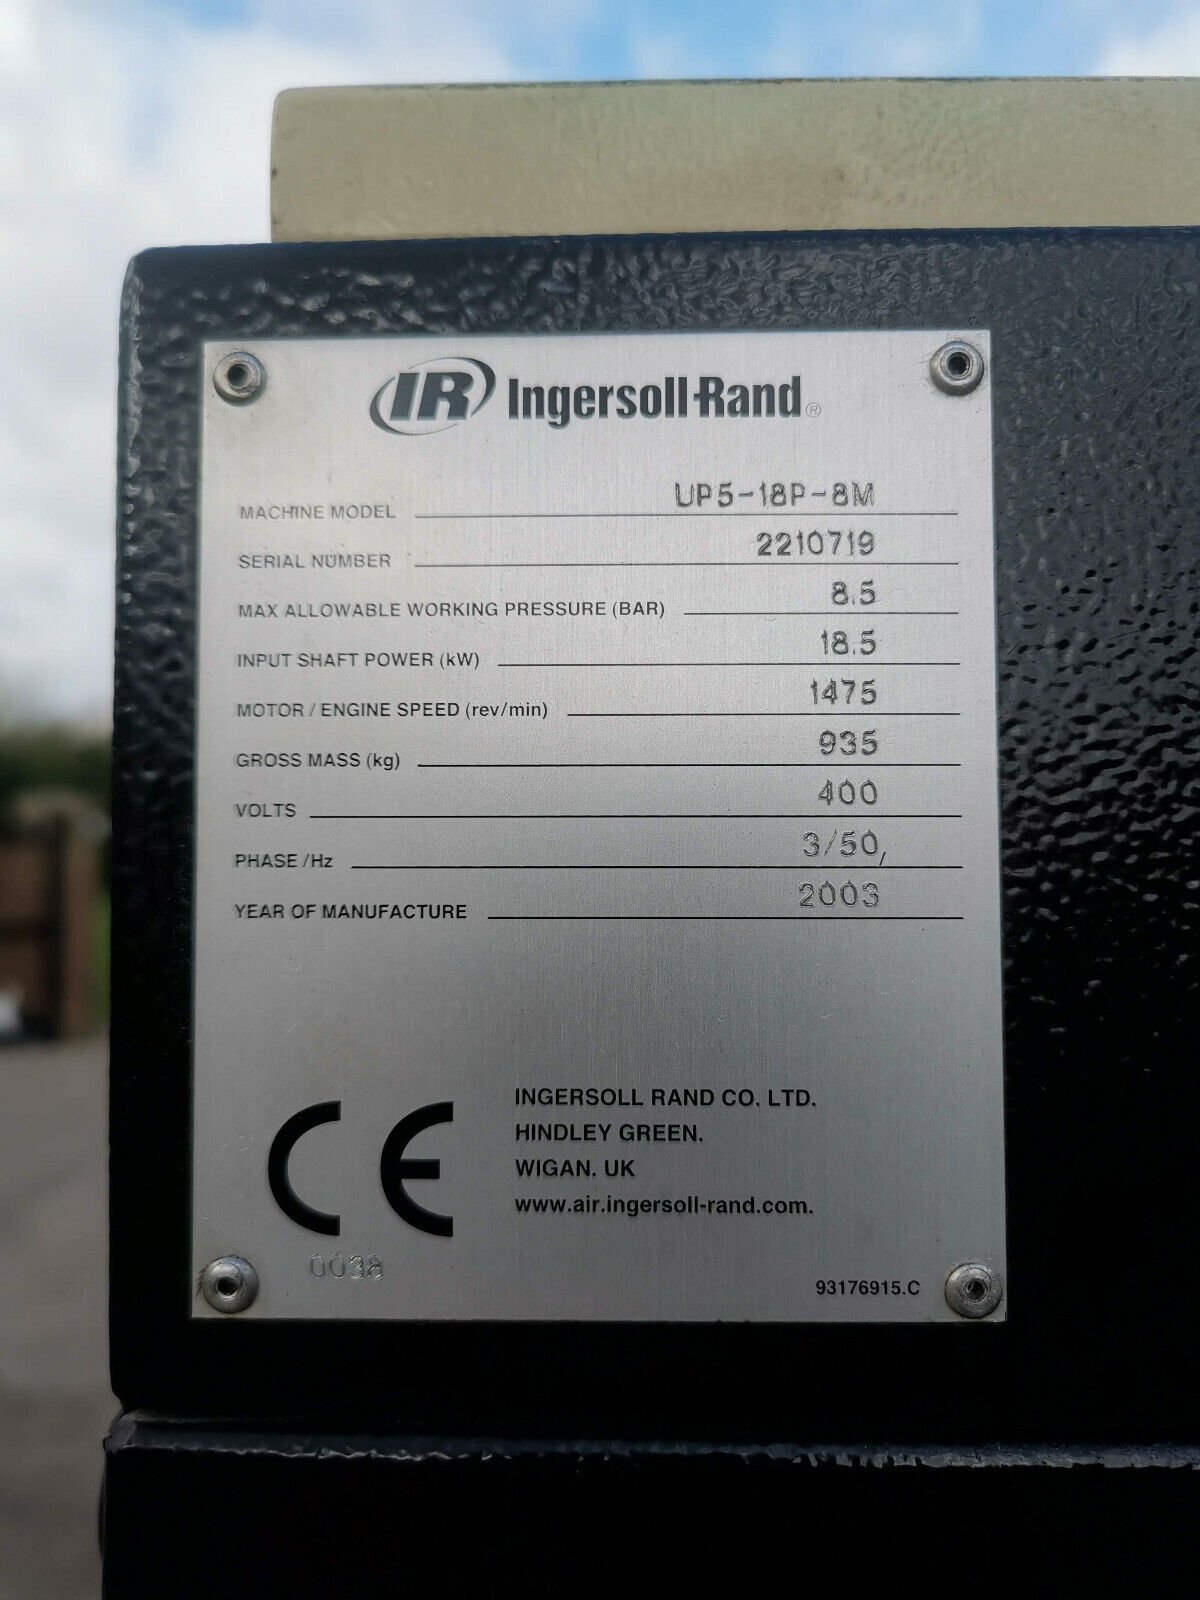 IR Ingersoll-Rand®
MACHINE MODEL UP5-18P-8M
SERIAL NUMBER 2210719
MAX ALLOWABLE WORKING PRESSURE (BAR) 8.5
INPUT SHAFT POWER (kW) 18.5
MOTOR / ENGINE SPEED (rev/min) 1475
GROSS MASS (kg) 935
VOLTS 400
PHASE /Hz 3/50,
YEAR OF MANUFACTURE 2003
INGERSOLL RAND CO. LTD.
HINDLEY GREEN.
WIGAN. UK
www.air.ingersoll-rand.com.
CE
0038
93176915.C